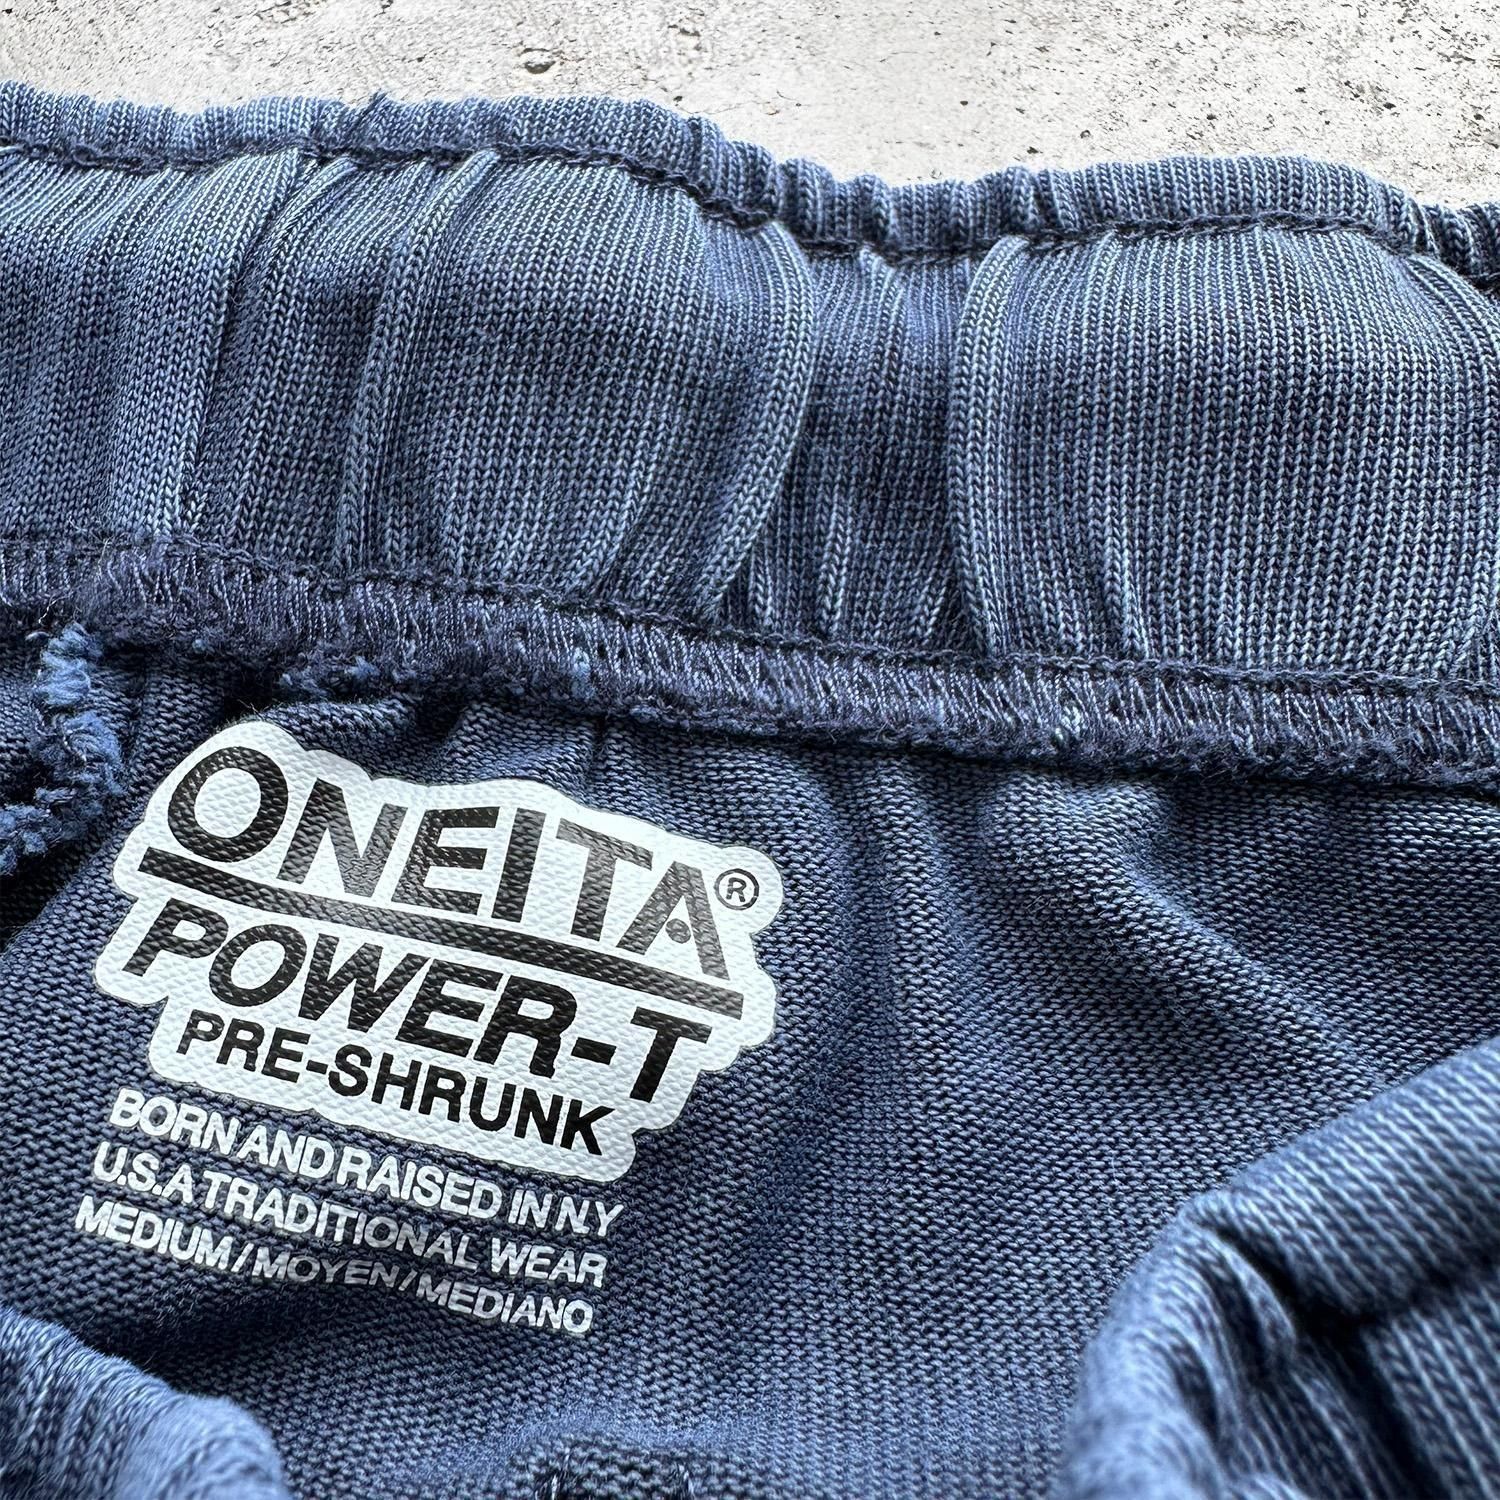 ONEITA®
POWER-T
PRE-SHRUNK
BORN AND RAISED IN N.Y
U.S.A TRADITIONAL WEAR
MEDIUM/MOYEN/MEDIANO